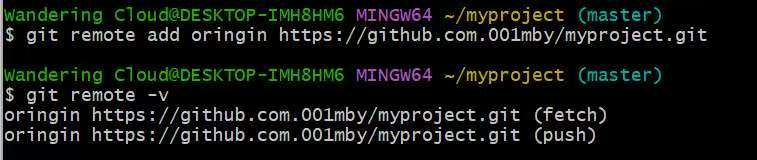 Wandering Cloud@DESKTOP-IMH8HM6 MINGW64 ~/myproject (master)
$ git remote add oringin https://github.com.001mby/myproject.git
Wandering Cloud@DESKTOP-IMH8HM6 MINGW64 ~/myproject (master)
$ git remote -v
oringin https://github.com.001mby/myproject.git (fetch)
oringin https://github.com.001mby/myproject.git (push)